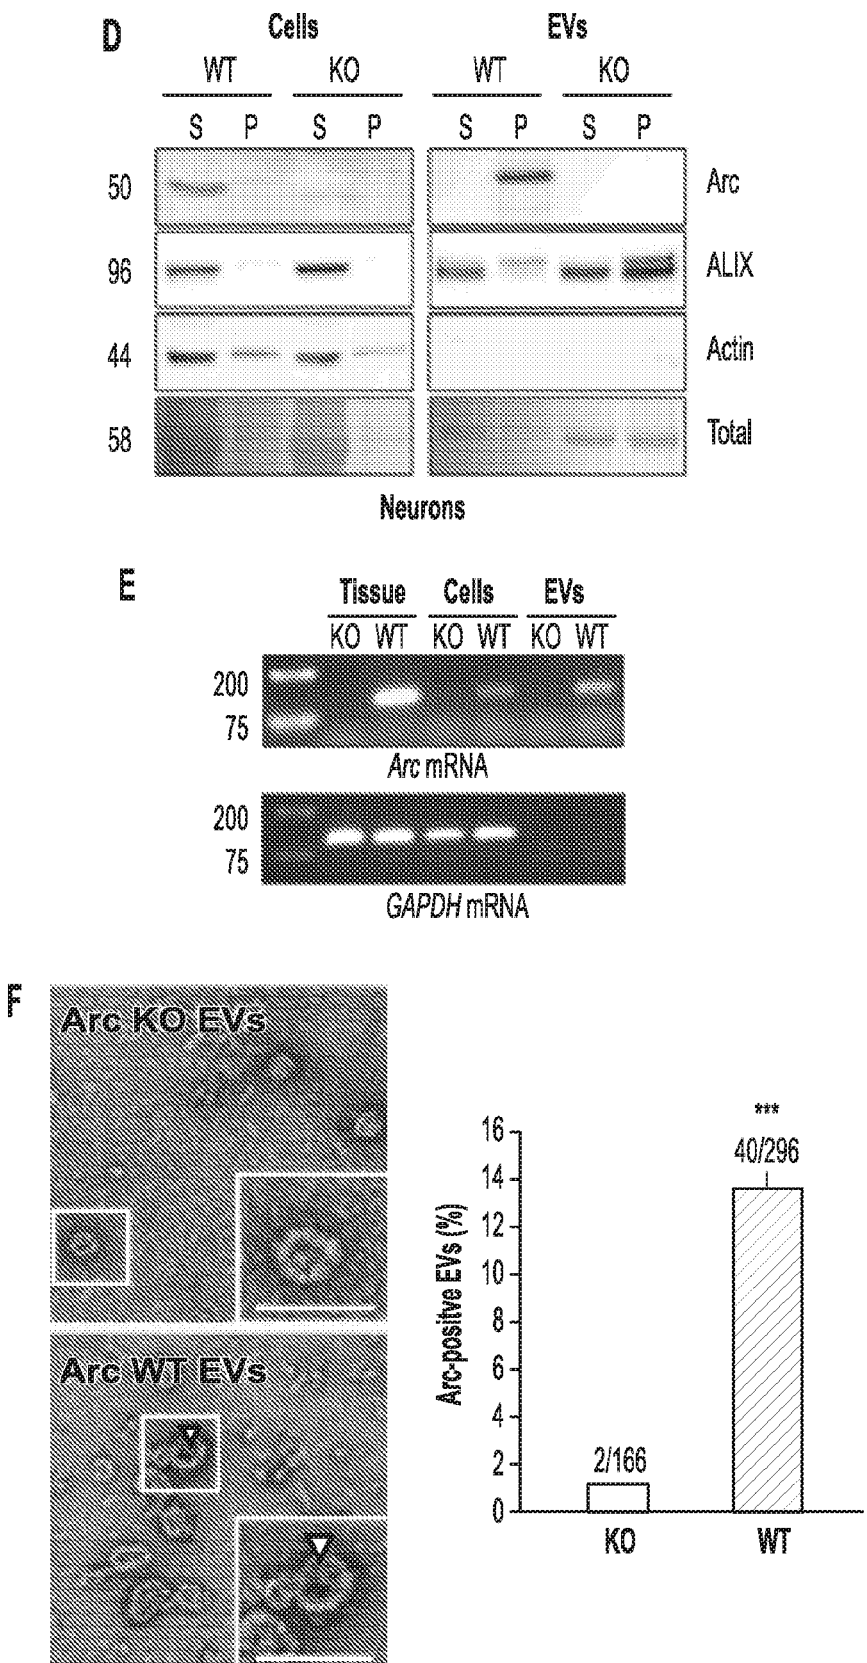 D
Cells EVs
WT KO WT KO
S P S P S P S P
50 Arc
96 ALIX
44 Actin
58 Total
Neurons
E
Tissue Cells EVs
KO WT KO WT KO WT
200
75
Arc mRNA
200
75
GAPDH mRNA
F
Arc KO EVs
Arc WT EVs
Arc-positve EVs (%)
16
14
12
10
8
6
4
2
0
***
40/296
2/166
KO WT